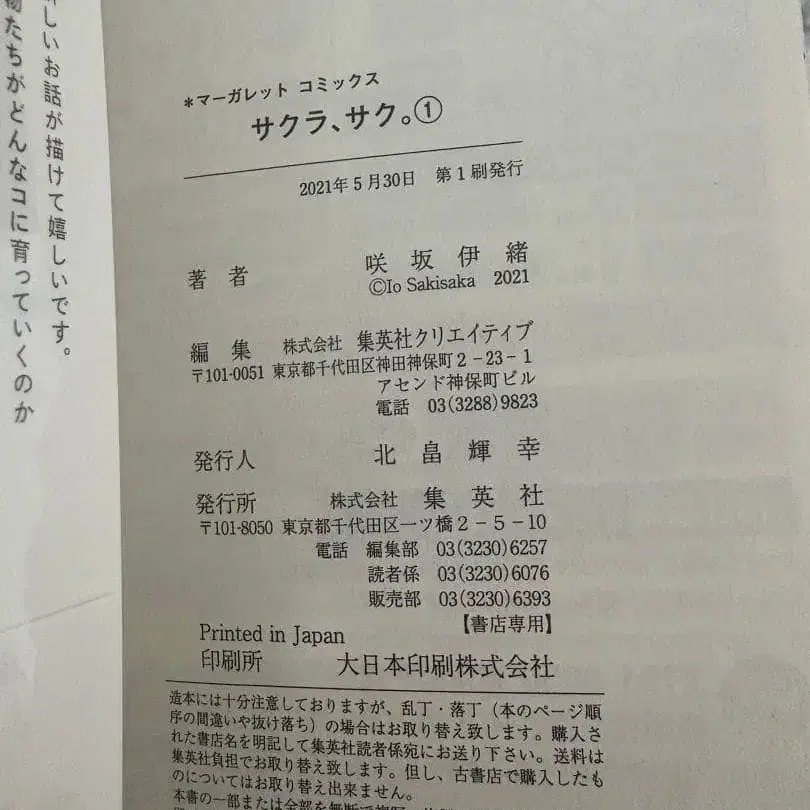 ＊マーガレット コミックス
サクラ、サク。①
2021年5月30日 第1刷発行
著者 咲坂伊緒
©Io Sakisaka 2021
編集 株式会社 集英社クリエイティブ
〒101-0051 東京都千代田区神田神保町2－23－1
アセンド神保町ビル
電話 03(3288)9823
発行人 北畠輝幸
発行所 株式会社 集英社
〒101-8050 東京都千代田区一ツ橋2－5－10
電話 編集部 03(3230)6257
読者係 03(3230)6076
販売部 03(3230)6393
【書店専用】
Printed in Japan
印刷所 大日本印刷株式会社
造本には十分注意しておりますが、乱丁・落丁（本のページ順
序の間違いや抜け落ち）の場合はお取り替え致します。購入さ
れた書店名を明記して集英社読者係宛にお送り下さい。送料は
集英社負担でお取り替え致します。但し、古書店で購入したも
のについてはお取り替え出来ません。
本書の一部または全部を無断で
しいお話が描けて嬉しいです。
たちがどんなコに育っていくのか